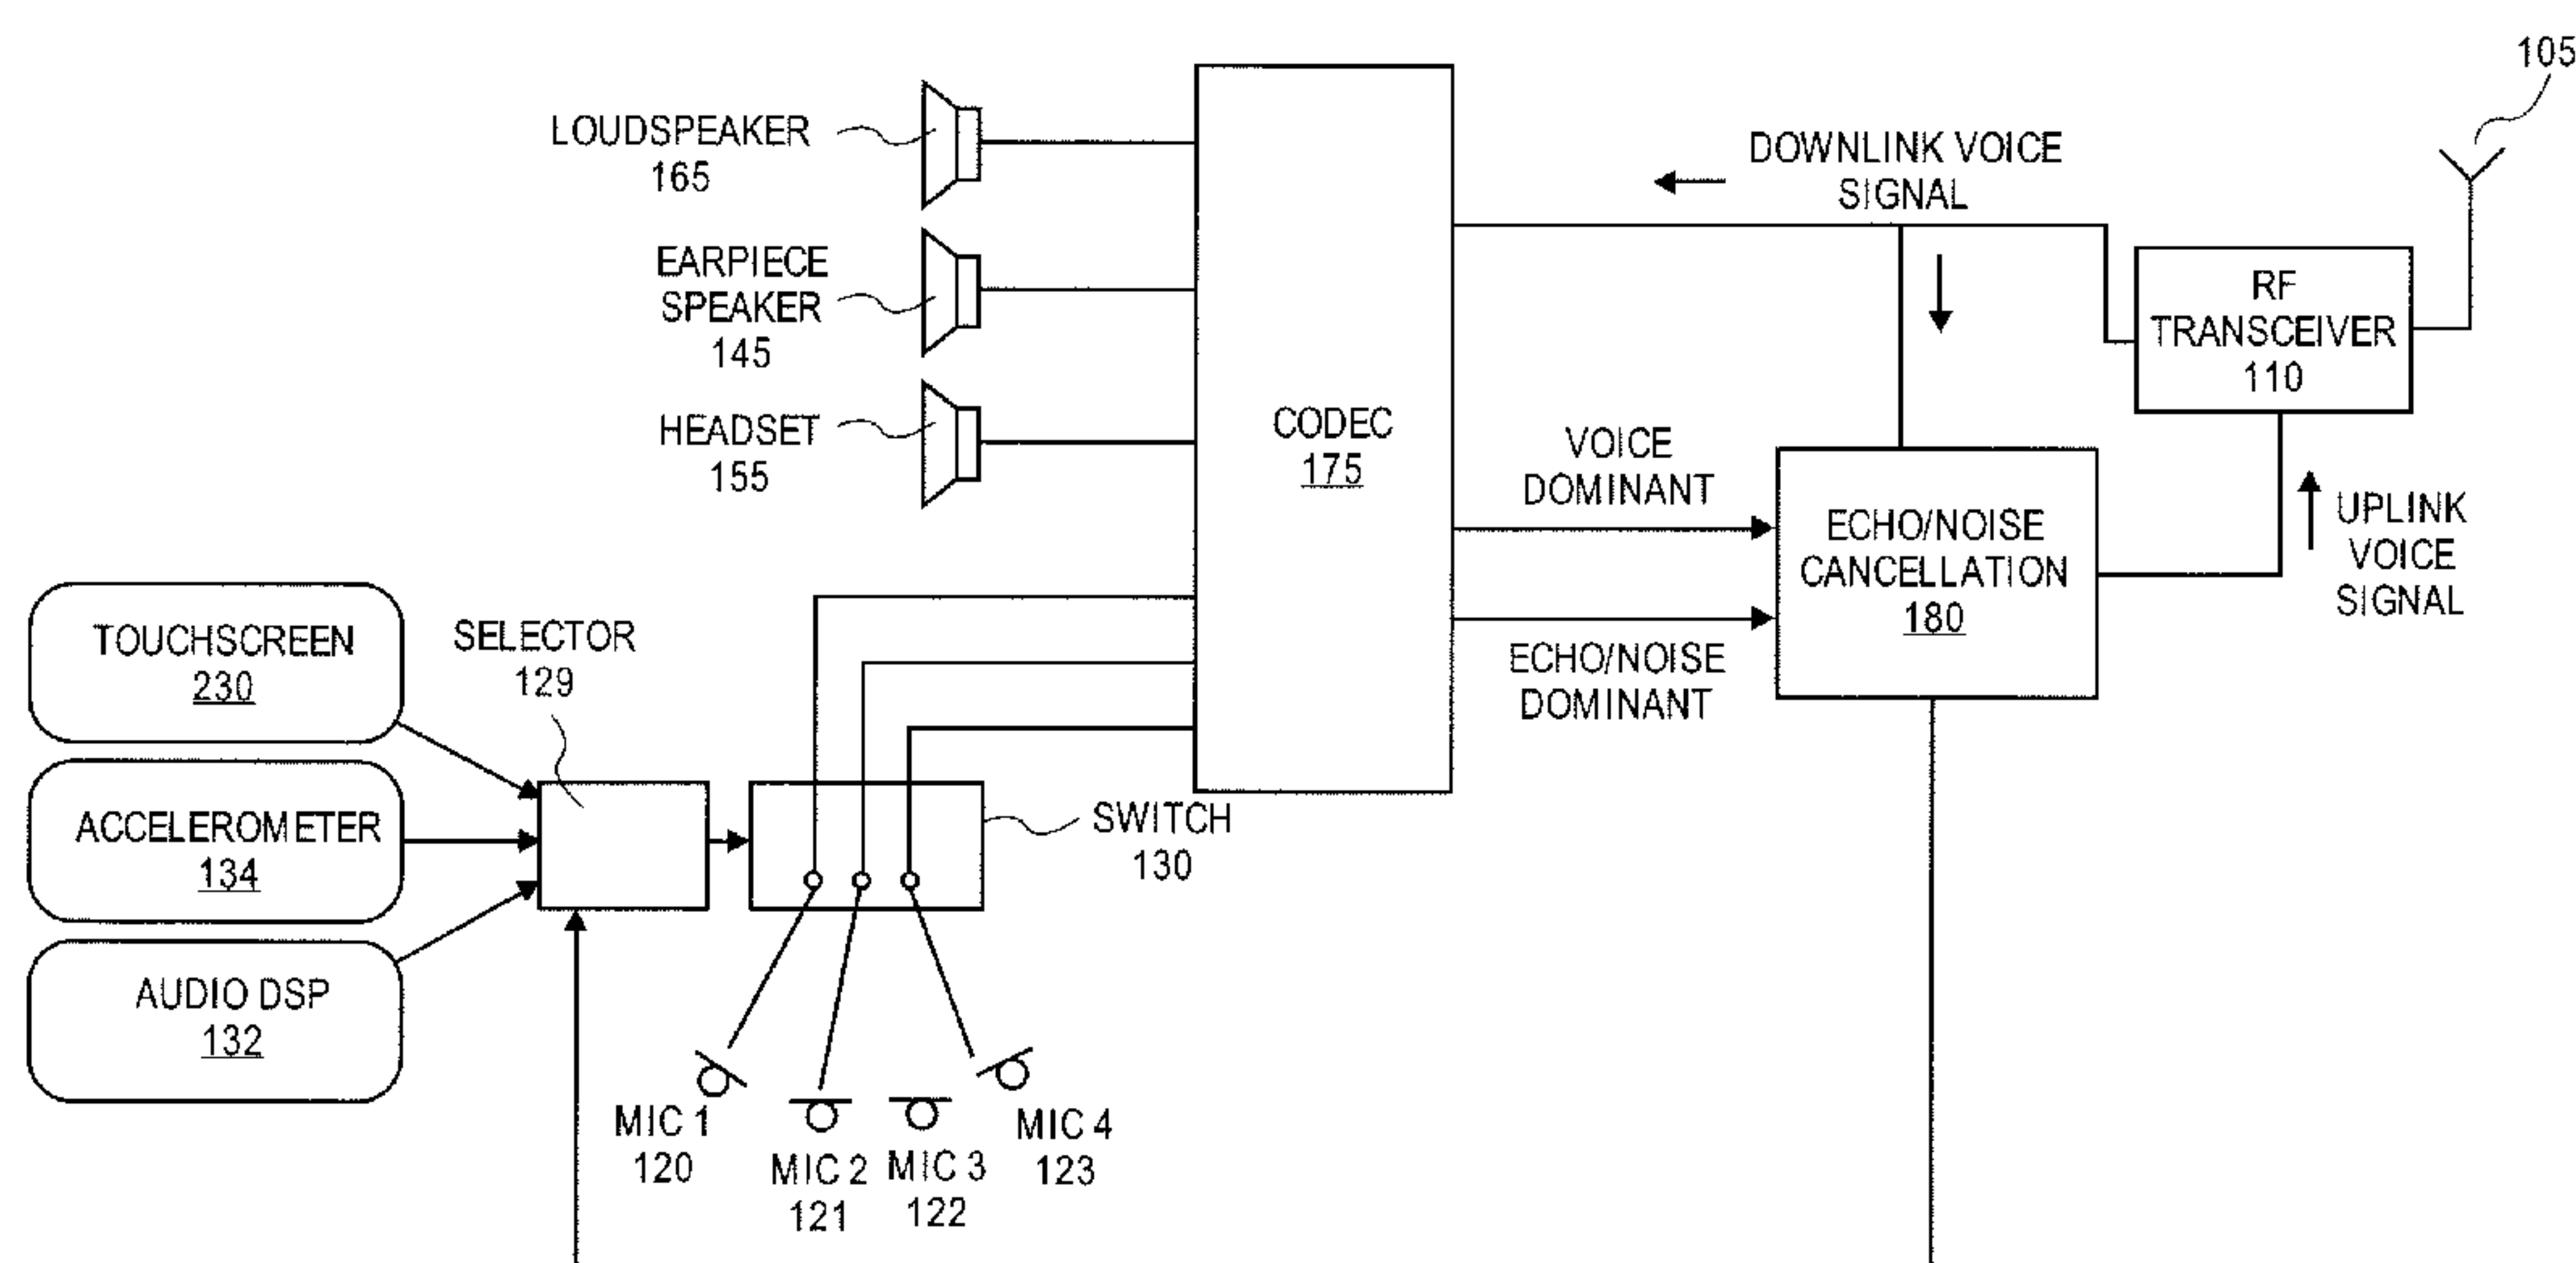 105
LOUDSPEAKER
165
DOWNLINK VOICE
SIGNAL
EARPIECE
SPEAKER
145
RF
TRANSCEIVER
110
HEADSET
155
CODEC
175
VOICE
DOMINANT
ECHO/NOISE
CANCELLATION
180
UPLINK
VOICE
SIGNAL
ECHO/NOISE
DOMINANT
TOUCHSCREEN
230
SELECTOR
129
ACCELEROMETER
134
SWITCH
130
AUDIO DSP
132
MIC 1
120
MIC 2
121
MIC 3
122
MIC 4
123